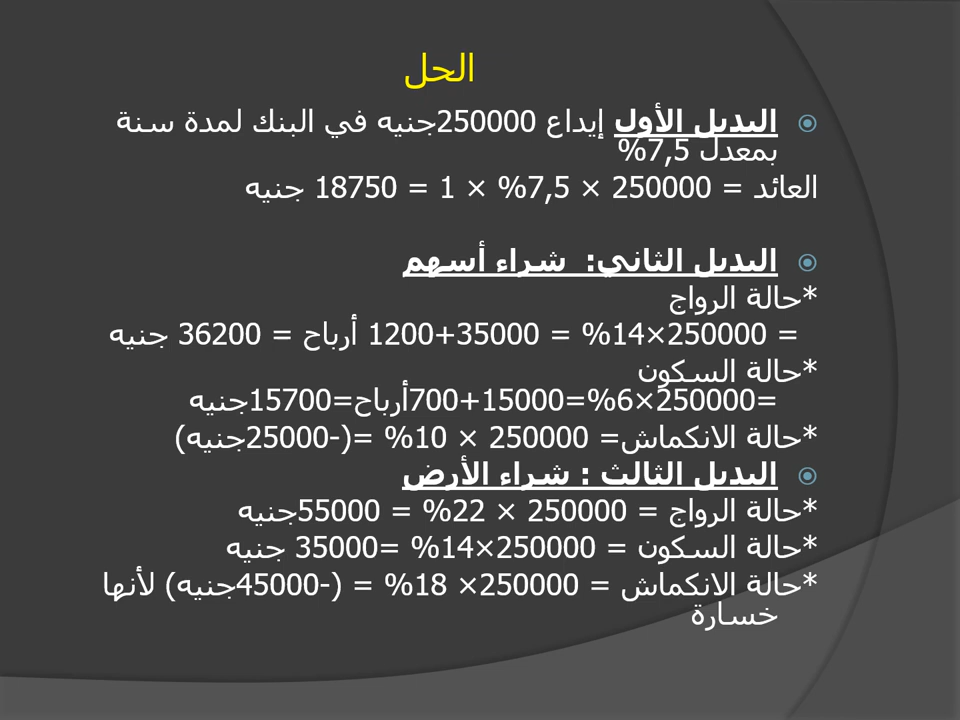 الحل
البديل الأول إيداع 250000جنيه في البنك لمدة سنة
بمعدل 7,5%
العائد = 250000 × 7,5% × 1 = 18750 جنيه
البديل الثاني: شراء أسهم
*حالة الرواج
= 250000×14% = 35000+1200 أرباح = 36200 جنيه
*حالة السكون
=250000×6%=15000+700أرباح=15700جنيه
*حالة الانكماش= 250000 × 10% =(-25000جنيه)
البديل الثالث : شراء الأرض
*حالة الرواج = 250000 × 22% = 55000جنيه
*حالة السكون = 250000×14% =35000 جنيه
*حالة الانكماش = 250000× 18% = (-45000جنيه) لأنها
خسارة